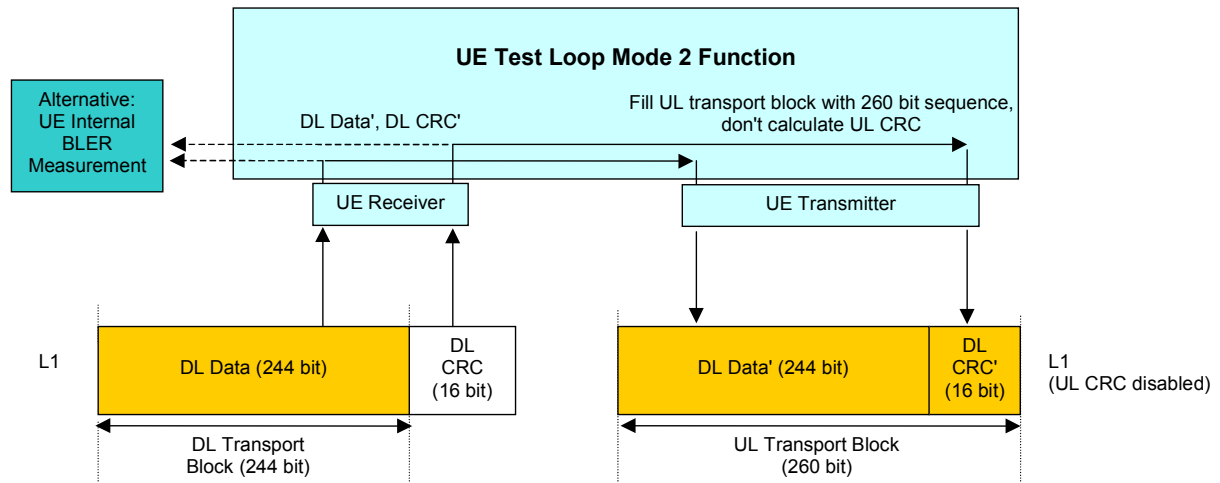 UE Test Loop Mode 2 Function
Alternative:
UE Internal
BLER
Measurement
DL Data', DL CRC'
Fill UL transport block with 260 bit sequence,
don't calculate UL CRC
UE Receiver
UE Transmitter
L1
DL Data (244 bit)
DL
CRC
(16 bit)
DL Data' (244 bit)
DL
CRC'
(16 bit)
L1
(UL CRC disabled)
DL Transport
Block (244 bit)
UL Transport Block
(260 bit)